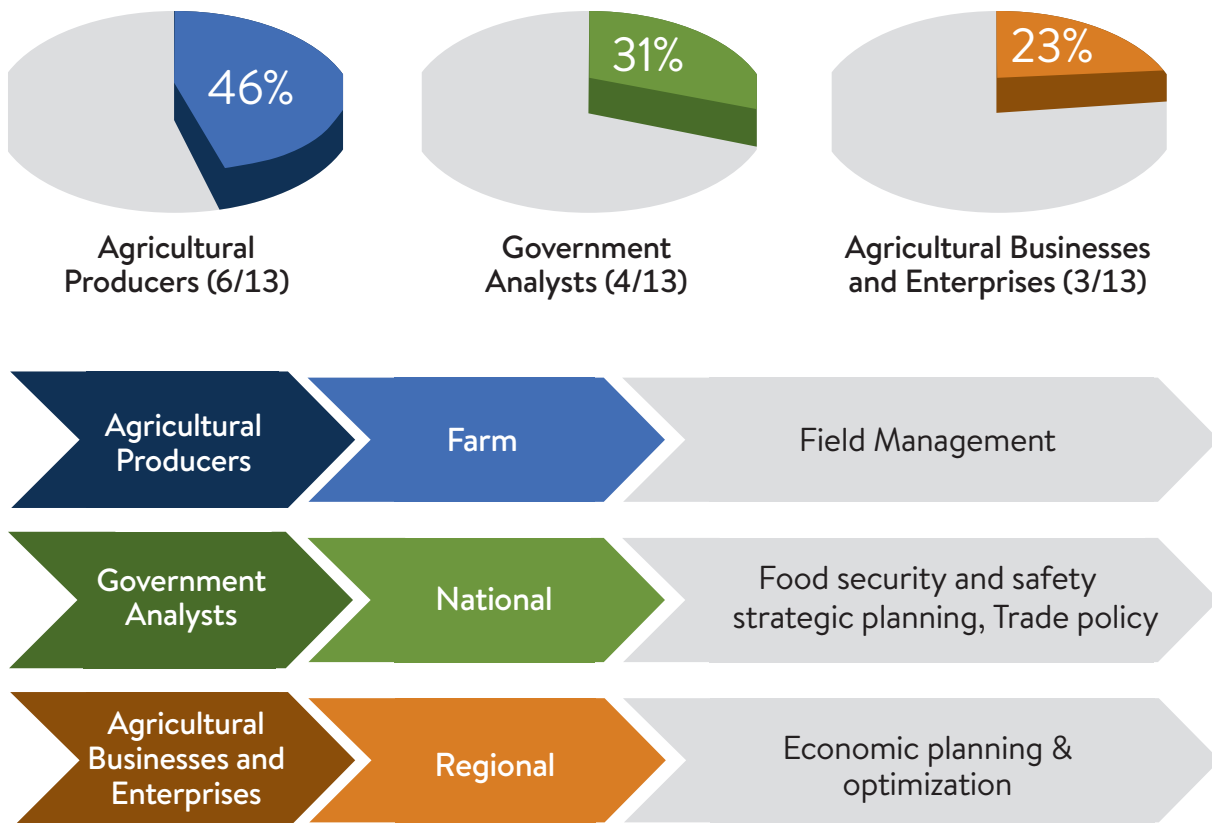 46%
31%
23%
Agricultural
Producers (6/13)
Government
Analysts (4/13)
Agricultural Businesses
and Enterprises (3/13)
Agricultural
Producers
Farm
Field Management
Government
Analysts
National
Food security and safety
strategic planning, Trade policy
Agricultural
Businesses and
Enterprises
Regional
Economic planning &
optimization